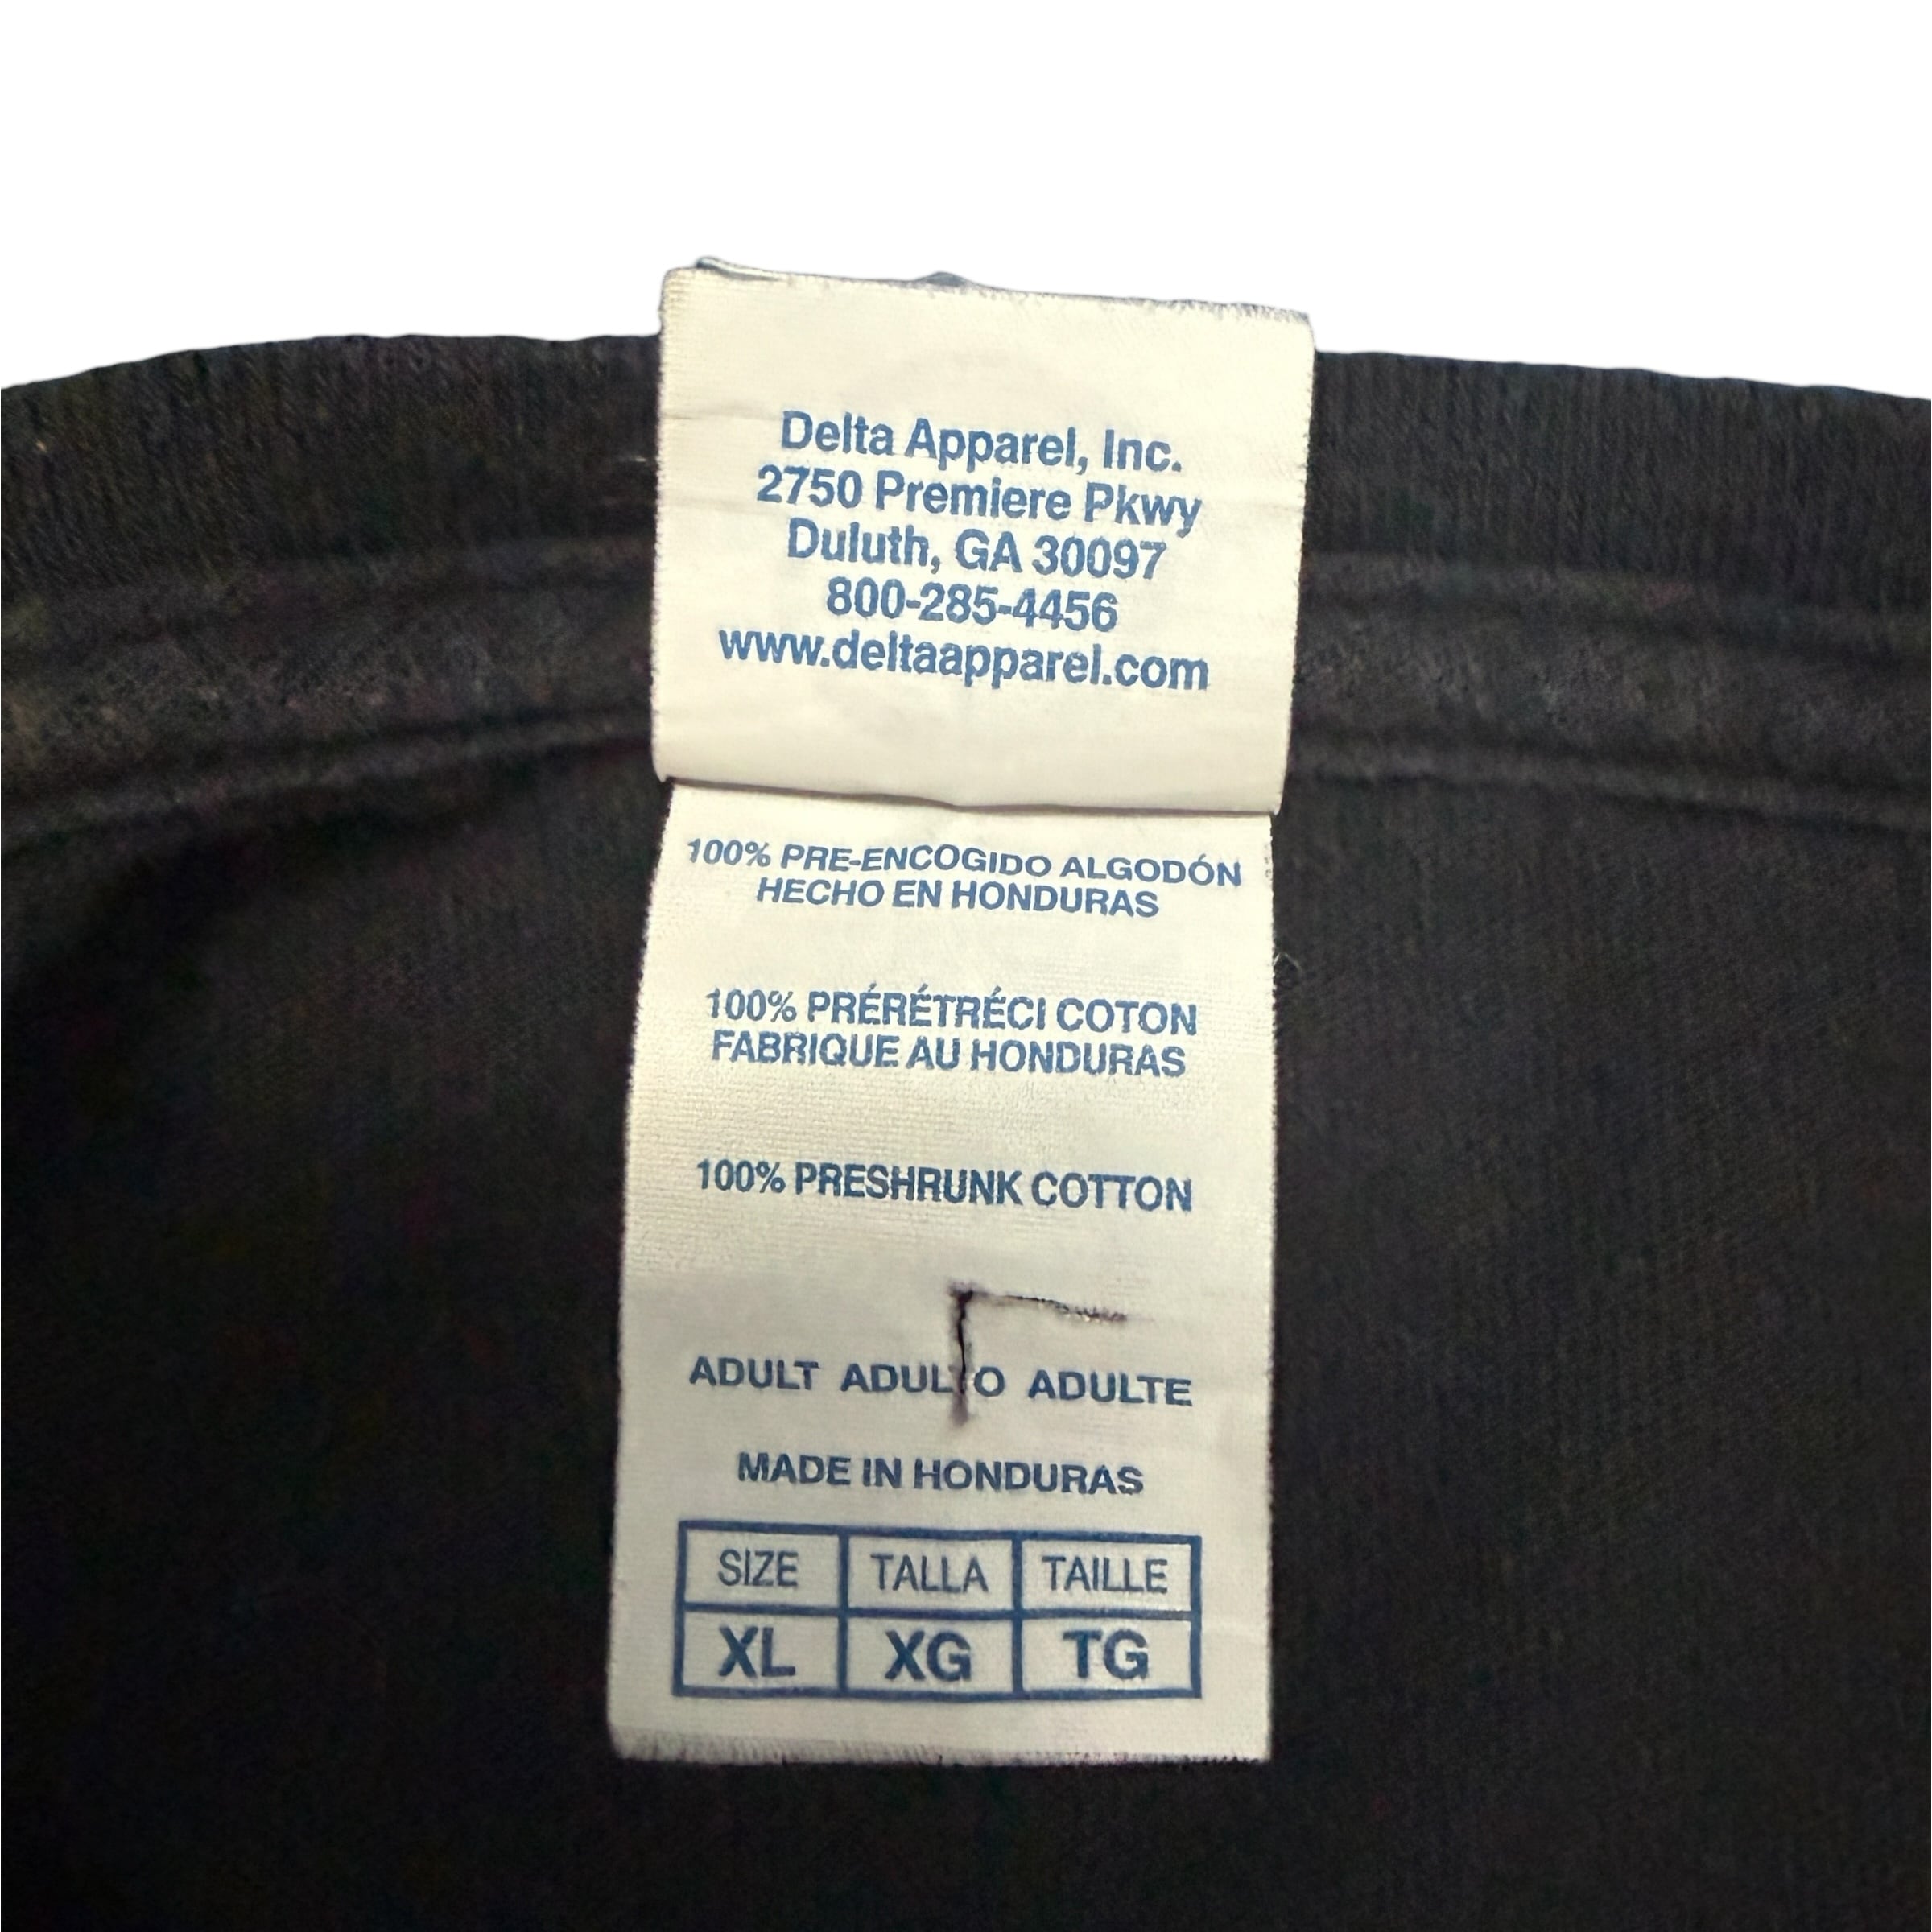 Delta Apparel, Inc.
2750 Premiere Pkwy
Duluth, GA 30097
800-285-4456
www.deltaapparel.com
100% PRE-ENCOGIDO ALGODÓN
HECHO EN HONDURAS
100% PRÉRÉTRÉCI COTON
FABRIQUE AU HONDURAS
100% PRESHRUNK COTTON
ADULT ADULTO ADULTE
MADE IN HONDURAS
SIZE TALLA TAILLE
XL XG TG